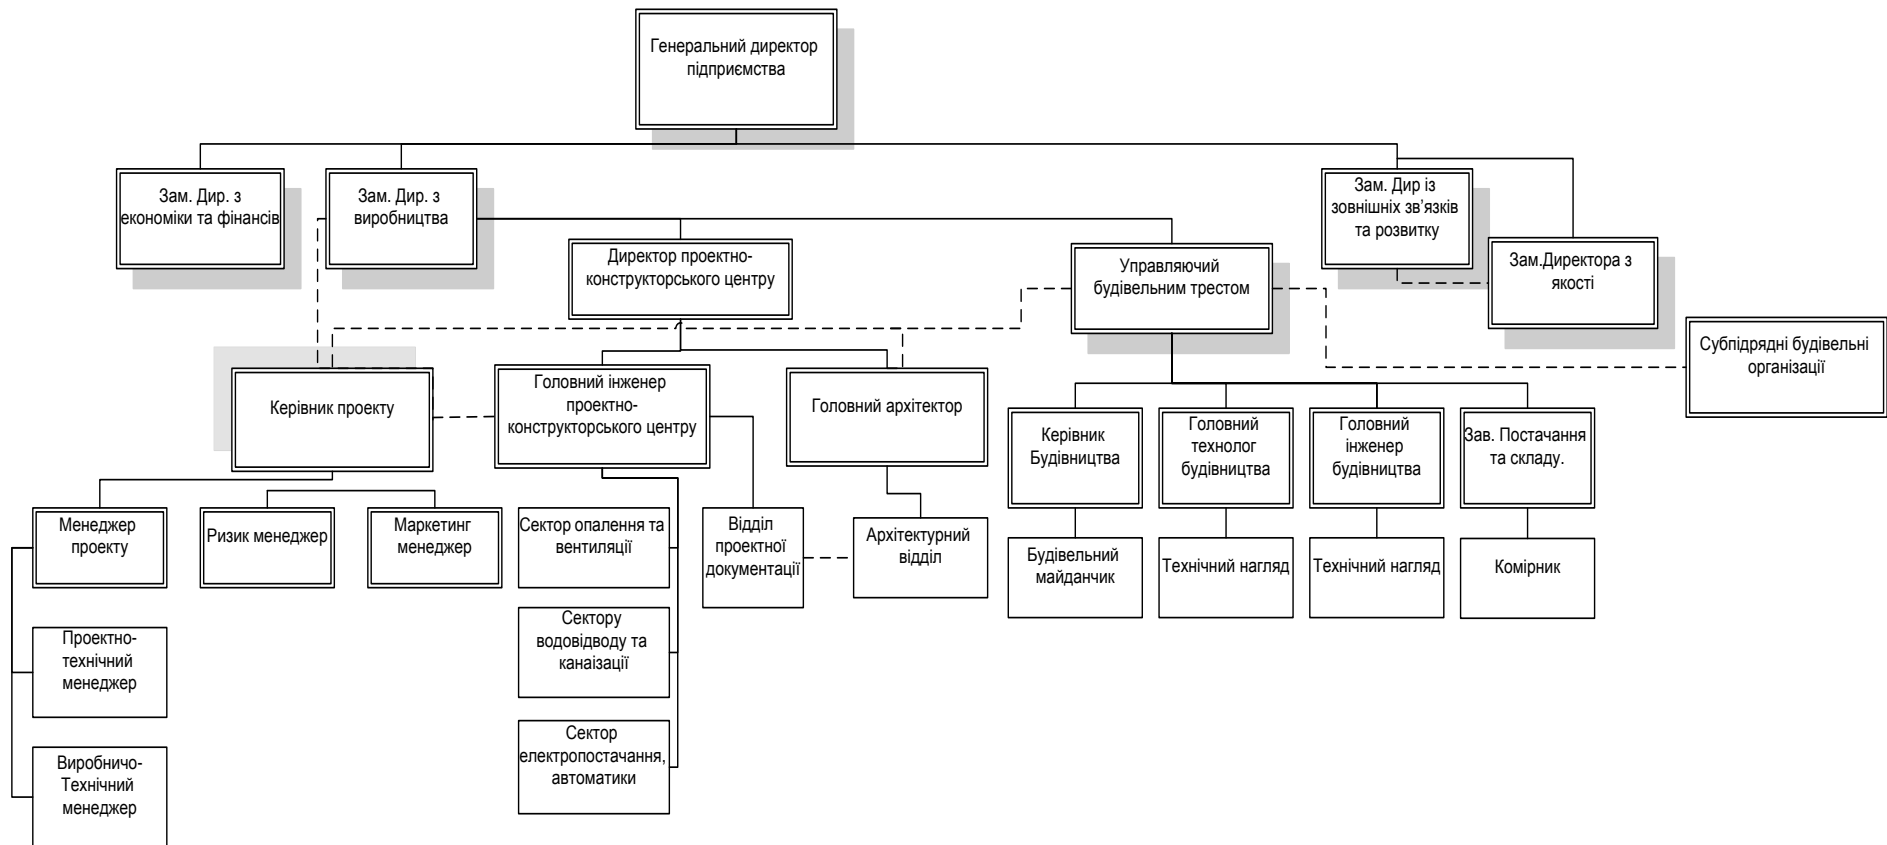 Генеральний директор
підприємства
Зам. Дир. з
економіки та фінансів
Зам. Дир. з
виробництва
Зам. Дир із
зовнішніх зв’язків
та розвитку
Директор проектно-
конструкторського центру
Управляючий
будівельним трестом
Зам.Директора з
якості
Субпідрядні будівельні
організації
Керівник проекту
Головний інженер
проектно-
конструкторського центру
Головний архітектор
Керівник
Будівництва
Головний
технолог
будівництва
Головний
інженер
будівництва
Зав. Постачання
та складу.
Менеджер
проекту
Ризик менеджер
Маркетинг
менеджер
Сектор опалення та
вентиляції
Відділ
проектної
документації
Архітектурний
відділ
Будівельний
майданчик
Технічний нагляд
Технічний нагляд
Комірник
Проектно-
технічний
менеджер
Сектору
водовідводу та
канаізації
Виробничо-
Технічний
менеджер
Сектор
електропостачання,
автоматики